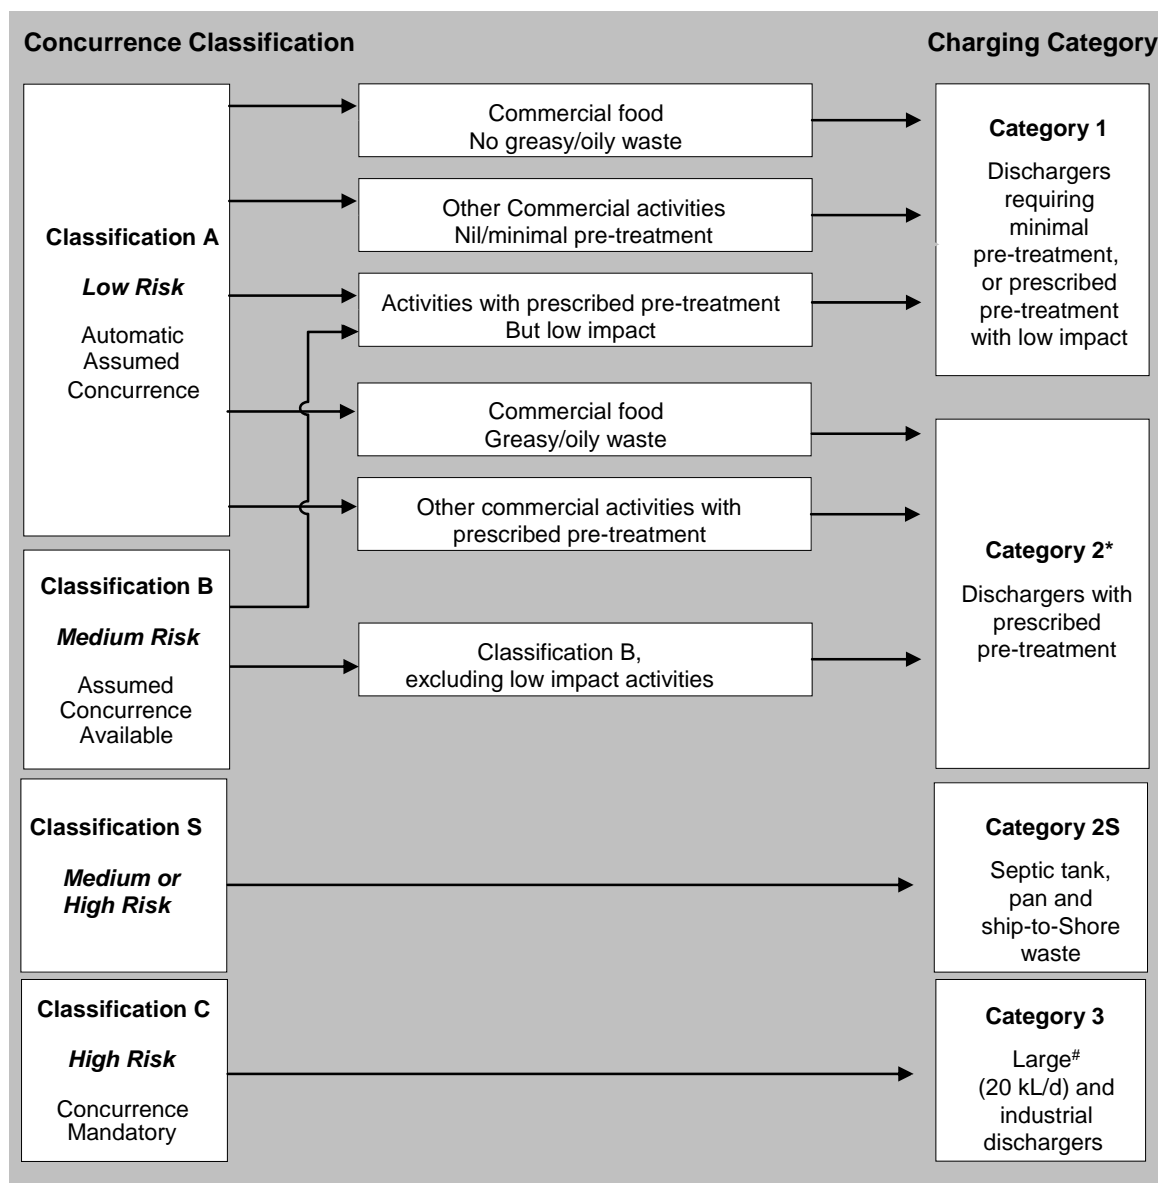 Concurrence Classification
Charging Category
Classification A
Low Risk
Automatic
Assumed
Concurrence
Commercial food
No greasy/oily waste
Other Commercial activities
Nil/minimal pre-treatment
Activities with prescribed pre-treatment
But low impact
Commercial food
Greasy/oily waste
Other commercial activities with
prescribed pre-treatment
Category 1
Dischargers
requiring
minimal
pre-treatment,
or prescribed
pre-treatment
with low impact
Classification B
Medium Risk
Assumed
Concurrence
Available
Classification B,
excluding low impact activities
Category 2*
Dischargers with
prescribed
pre-treatment
Classification S
Medium or
High Risk
Category 2S
Septic tank,
pan and
ship-to-Shore
waste
Classification C
High Risk
Concurrence
Mandatory
Category 3
Large#
(20 kL/d) and
industrial
dischargers